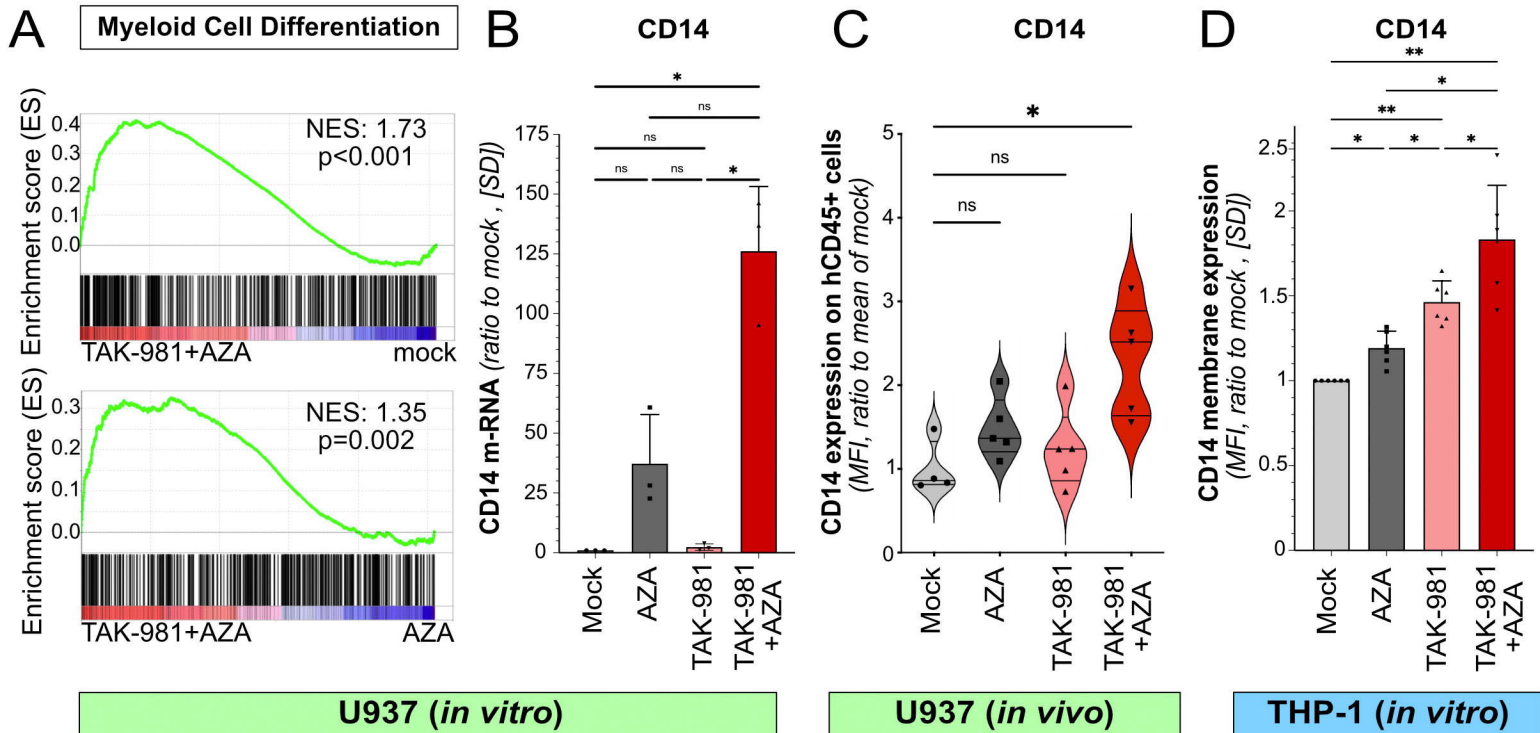 A
Myeloid Cell Differentiation
Enrichment score (ES)
0.4
0.3
0.2
0.1
0.0
NES: 1.73
p<0.001
TAK-981+AZA
mock
Enrichment score (ES)
0.3
0.2
0.1
0.0
NES: 1.35
p=0.002
TAK-981+AZA
AZA
B
CD14
CD14 m-RNA (ratio to mock , [SD])
175
150
125
100
75
50
25
0
*
ns
ns
ns
ns
*
Mock
AZA
TAK-981
TAK-981
+AZA
U937 (in vitro)
C
CD14
CD14 expression on hCD45+ cells
(MFI, ratio to mean of mock)
5
4
3
2
1
0
*
ns
ns
Mock
AZA
TAK-981
TAK-981
+AZA
U937 (in vivo)
D
CD14
CD14 membrane expression
(MFI, ratio to mock , [SD])
2.5
2
1.5
1
0.5
0
**
*
**
*
*
*
Mock
AZA
TAK-981
TAK-981
+AZA
THP-1 (in vitro)